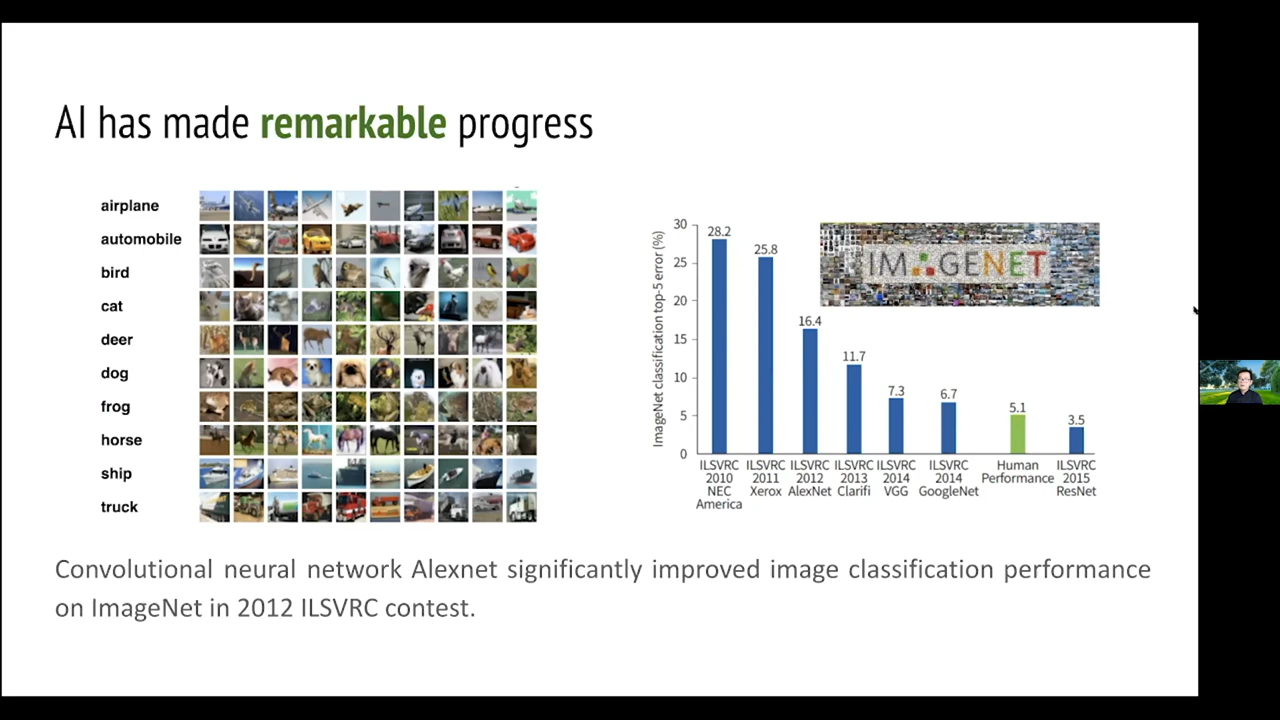 AI has made remarkable progress
airplane
automobile
bird
cat
deer
dog
frog
horse
ship
truck
ImageNet classification top-5 error (%)
30
25
20
15
10
5
0
28.2
25.8
16.4
11.7
7.3
6.7
5.1
3.5
IMAGENET
ILSVRC 2010 NEC America
ILSVRC 2011 Xerox
ILSVRC 2012 AlexNet
ILSVRC 2013 Clarifi
ILSVRC 2014 VGG
ILSVRC 2014 GoogleNet
Human Performance
ILSVRC 2015 ResNet
Convolutional neural network Alexnet significantly improved image classification performance
on ImageNet in 2012 ILSVRC contest.